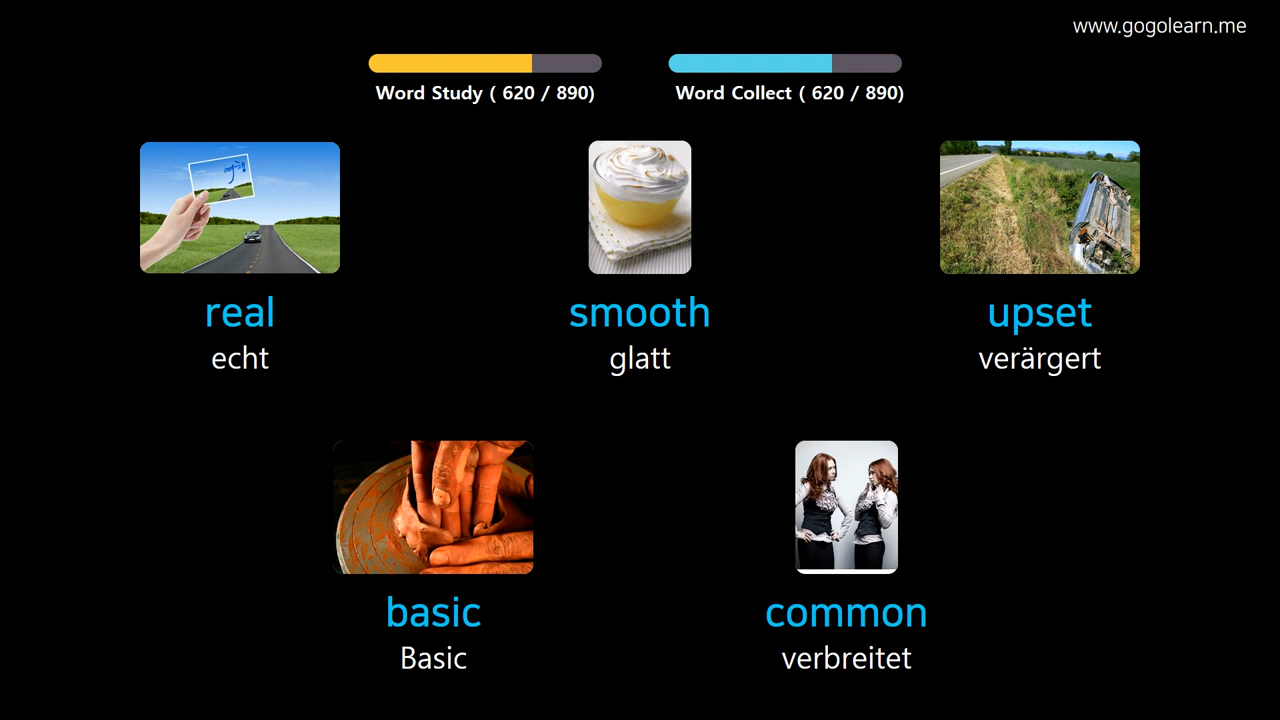 www.gogolearn.me
Word Study ( 620 / 890)
Word Collect ( 620 / 890)
real
echt
smooth
glatt
upset
verärgert
basic
Basic
common
verbreitet